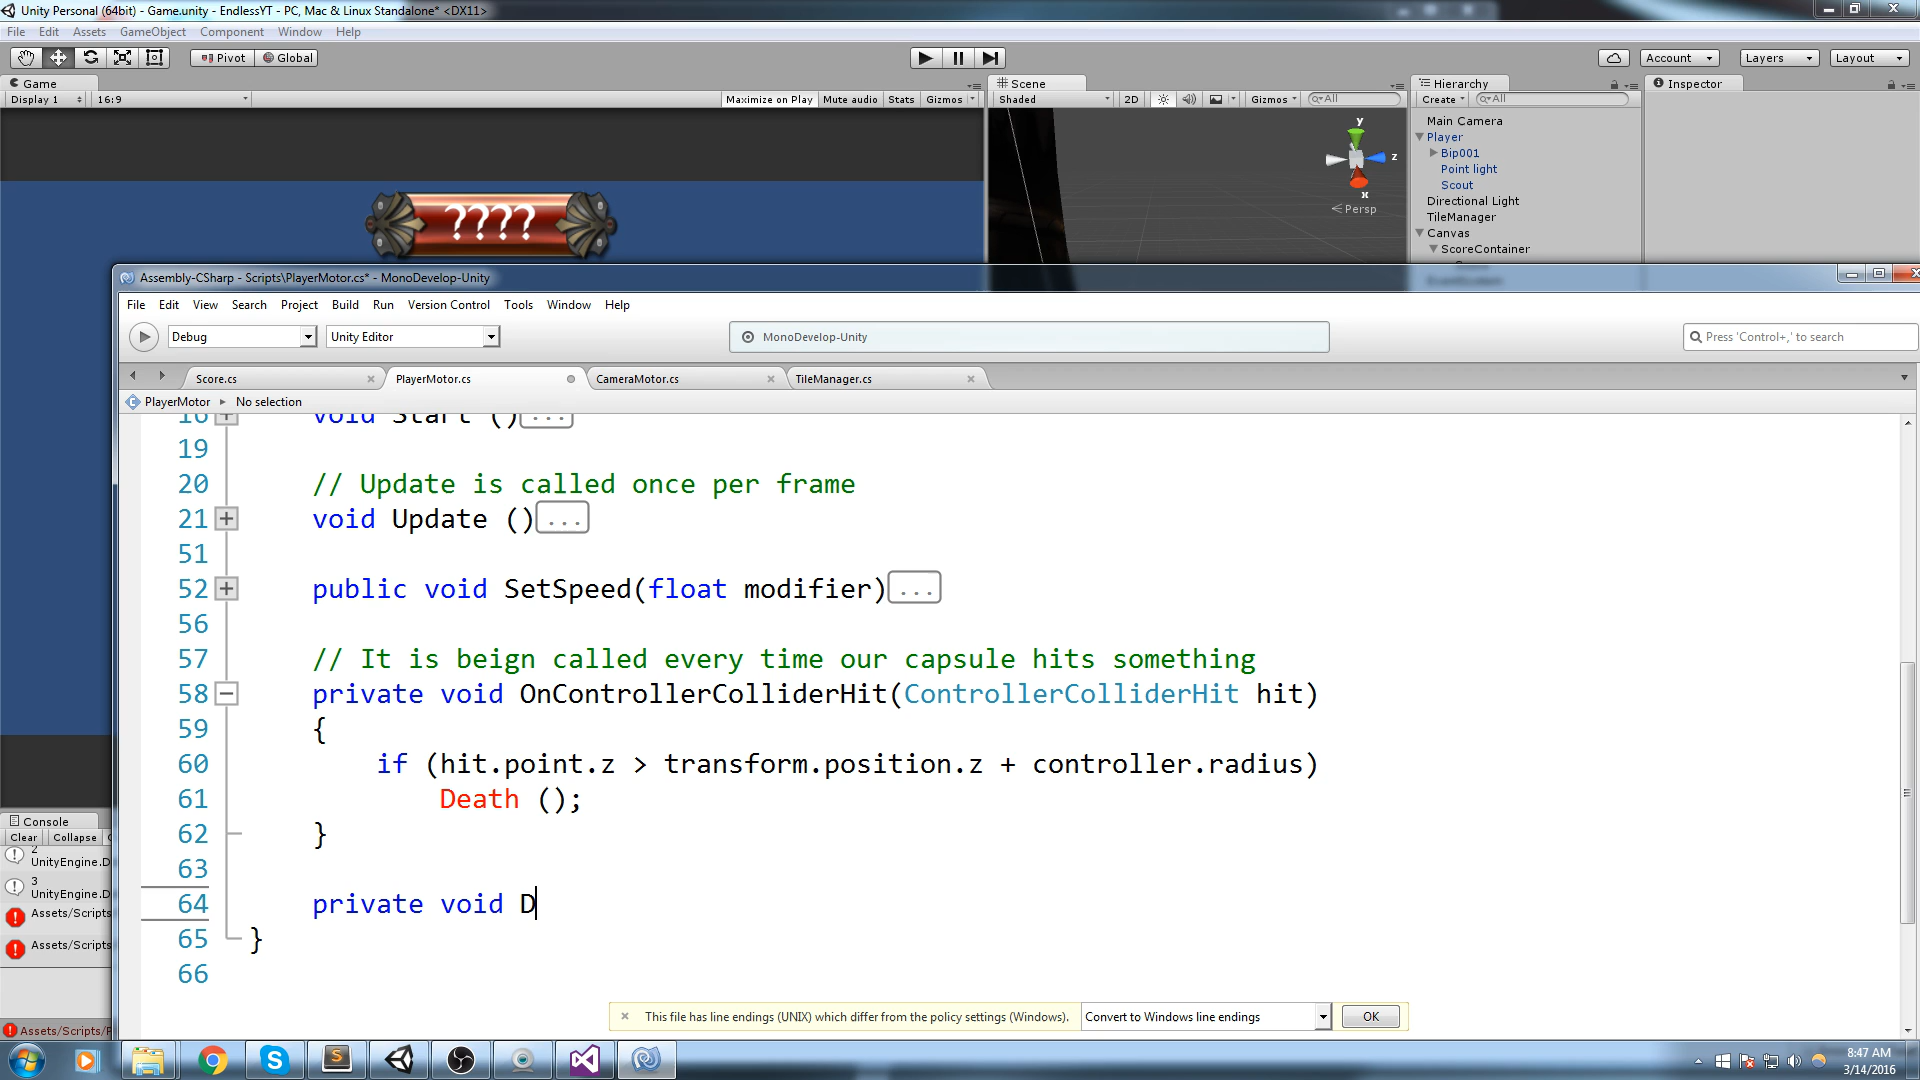 Unity Personal (64bit) - Game.unity - EndlessYT - PC, Mac & Linux Standalone* <DX11>
File Edit Assets GameObject Component Window Help
Pivot Global Account Layers Layout
Game
Display 1 16:9 Maximize on Play Mute audio Stats Gizmos
Scene
Shaded 2D Gizmos All
y
z
x
Persp
Hierarchy
Create All
Main Camera
Player
Bip001
Point light
Scout
Directional Light
TileManager
Canvas
ScoreContainer
Inspector
????
Assembly-CSharp - Scripts\PlayerMotor.cs* - MonoDevelop-Unity
File Edit View Search Project Build Run Version Control Tools Window Help
Debug Unity Editor MonoDevelop-Unity Press 'Control+,' to search
Score.cs PlayerMotor.cs CameraMotor.cs TileManager.cs
PlayerMotor No selection
16 void Start ()...
19
20 // Update is called once per frame
21 void Update ()...
51
52 public void SetSpeed(float modifier)...
56
57 // It is beign called every time our capsule hits something
58 private void OnControllerColliderHit(ControllerColliderHit hit)
59 {
60 if (hit.point.z > transform.position.z + controller.radius)
61 Death ();
62 }
63
64 private void D
65 }
66
This file has line endings (UNIX) which differ from the policy settings (Windows). Convert to Windows line endings OK
Console
Clear Collapse
2
UnityEngine.D
3
UnityEngine.D
Assets/Scripts
Assets/Scripts
Assets/Scripts/P
8:47 AM
3/14/2016